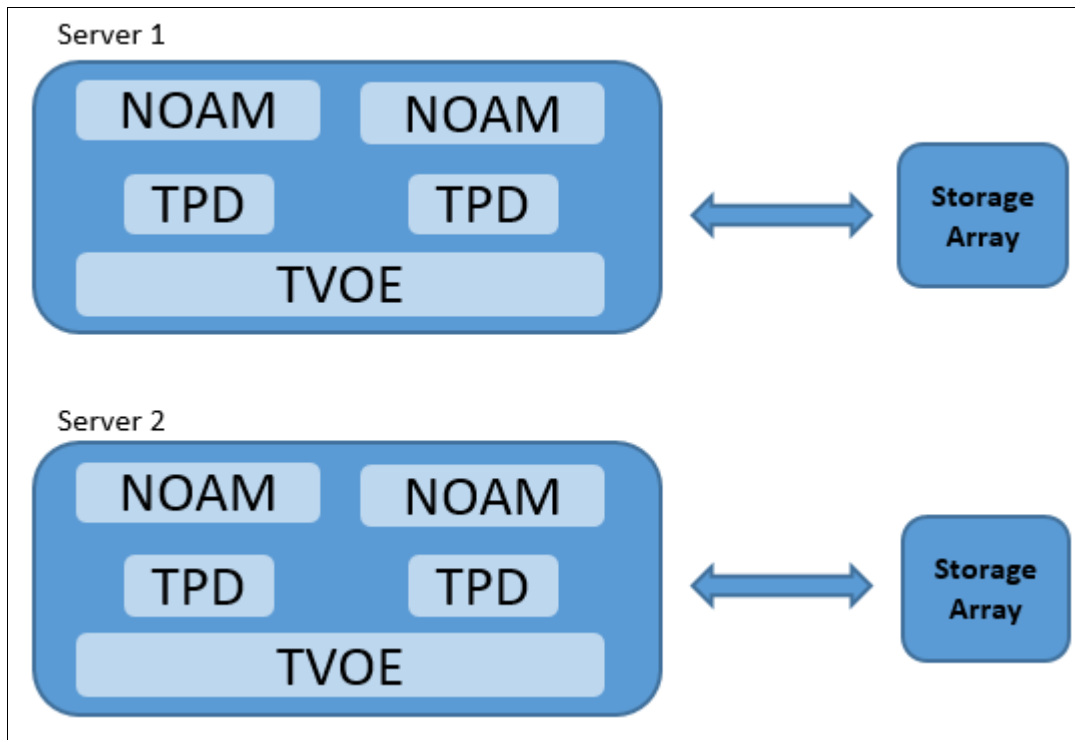 Server 1
NOAM NOAM
TPD TPD
TVOE
Storage
Array
Server 2
NOAM NOAM
TPD TPD
TVOE
Storage
Array